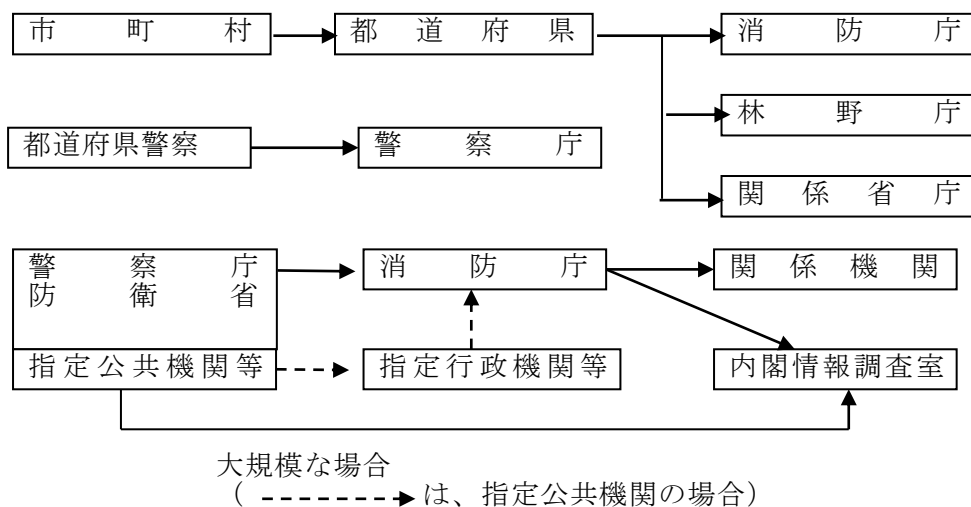 市町村
都道府県
消防庁
林野庁
都道府県警察
警察庁
関係省庁
警察庁
防衛省
消防庁
関係機関
指定公共機関等
指定行政機関等
内閣情報調査室
大規模な場合
（ は、指定公共機関の場合）